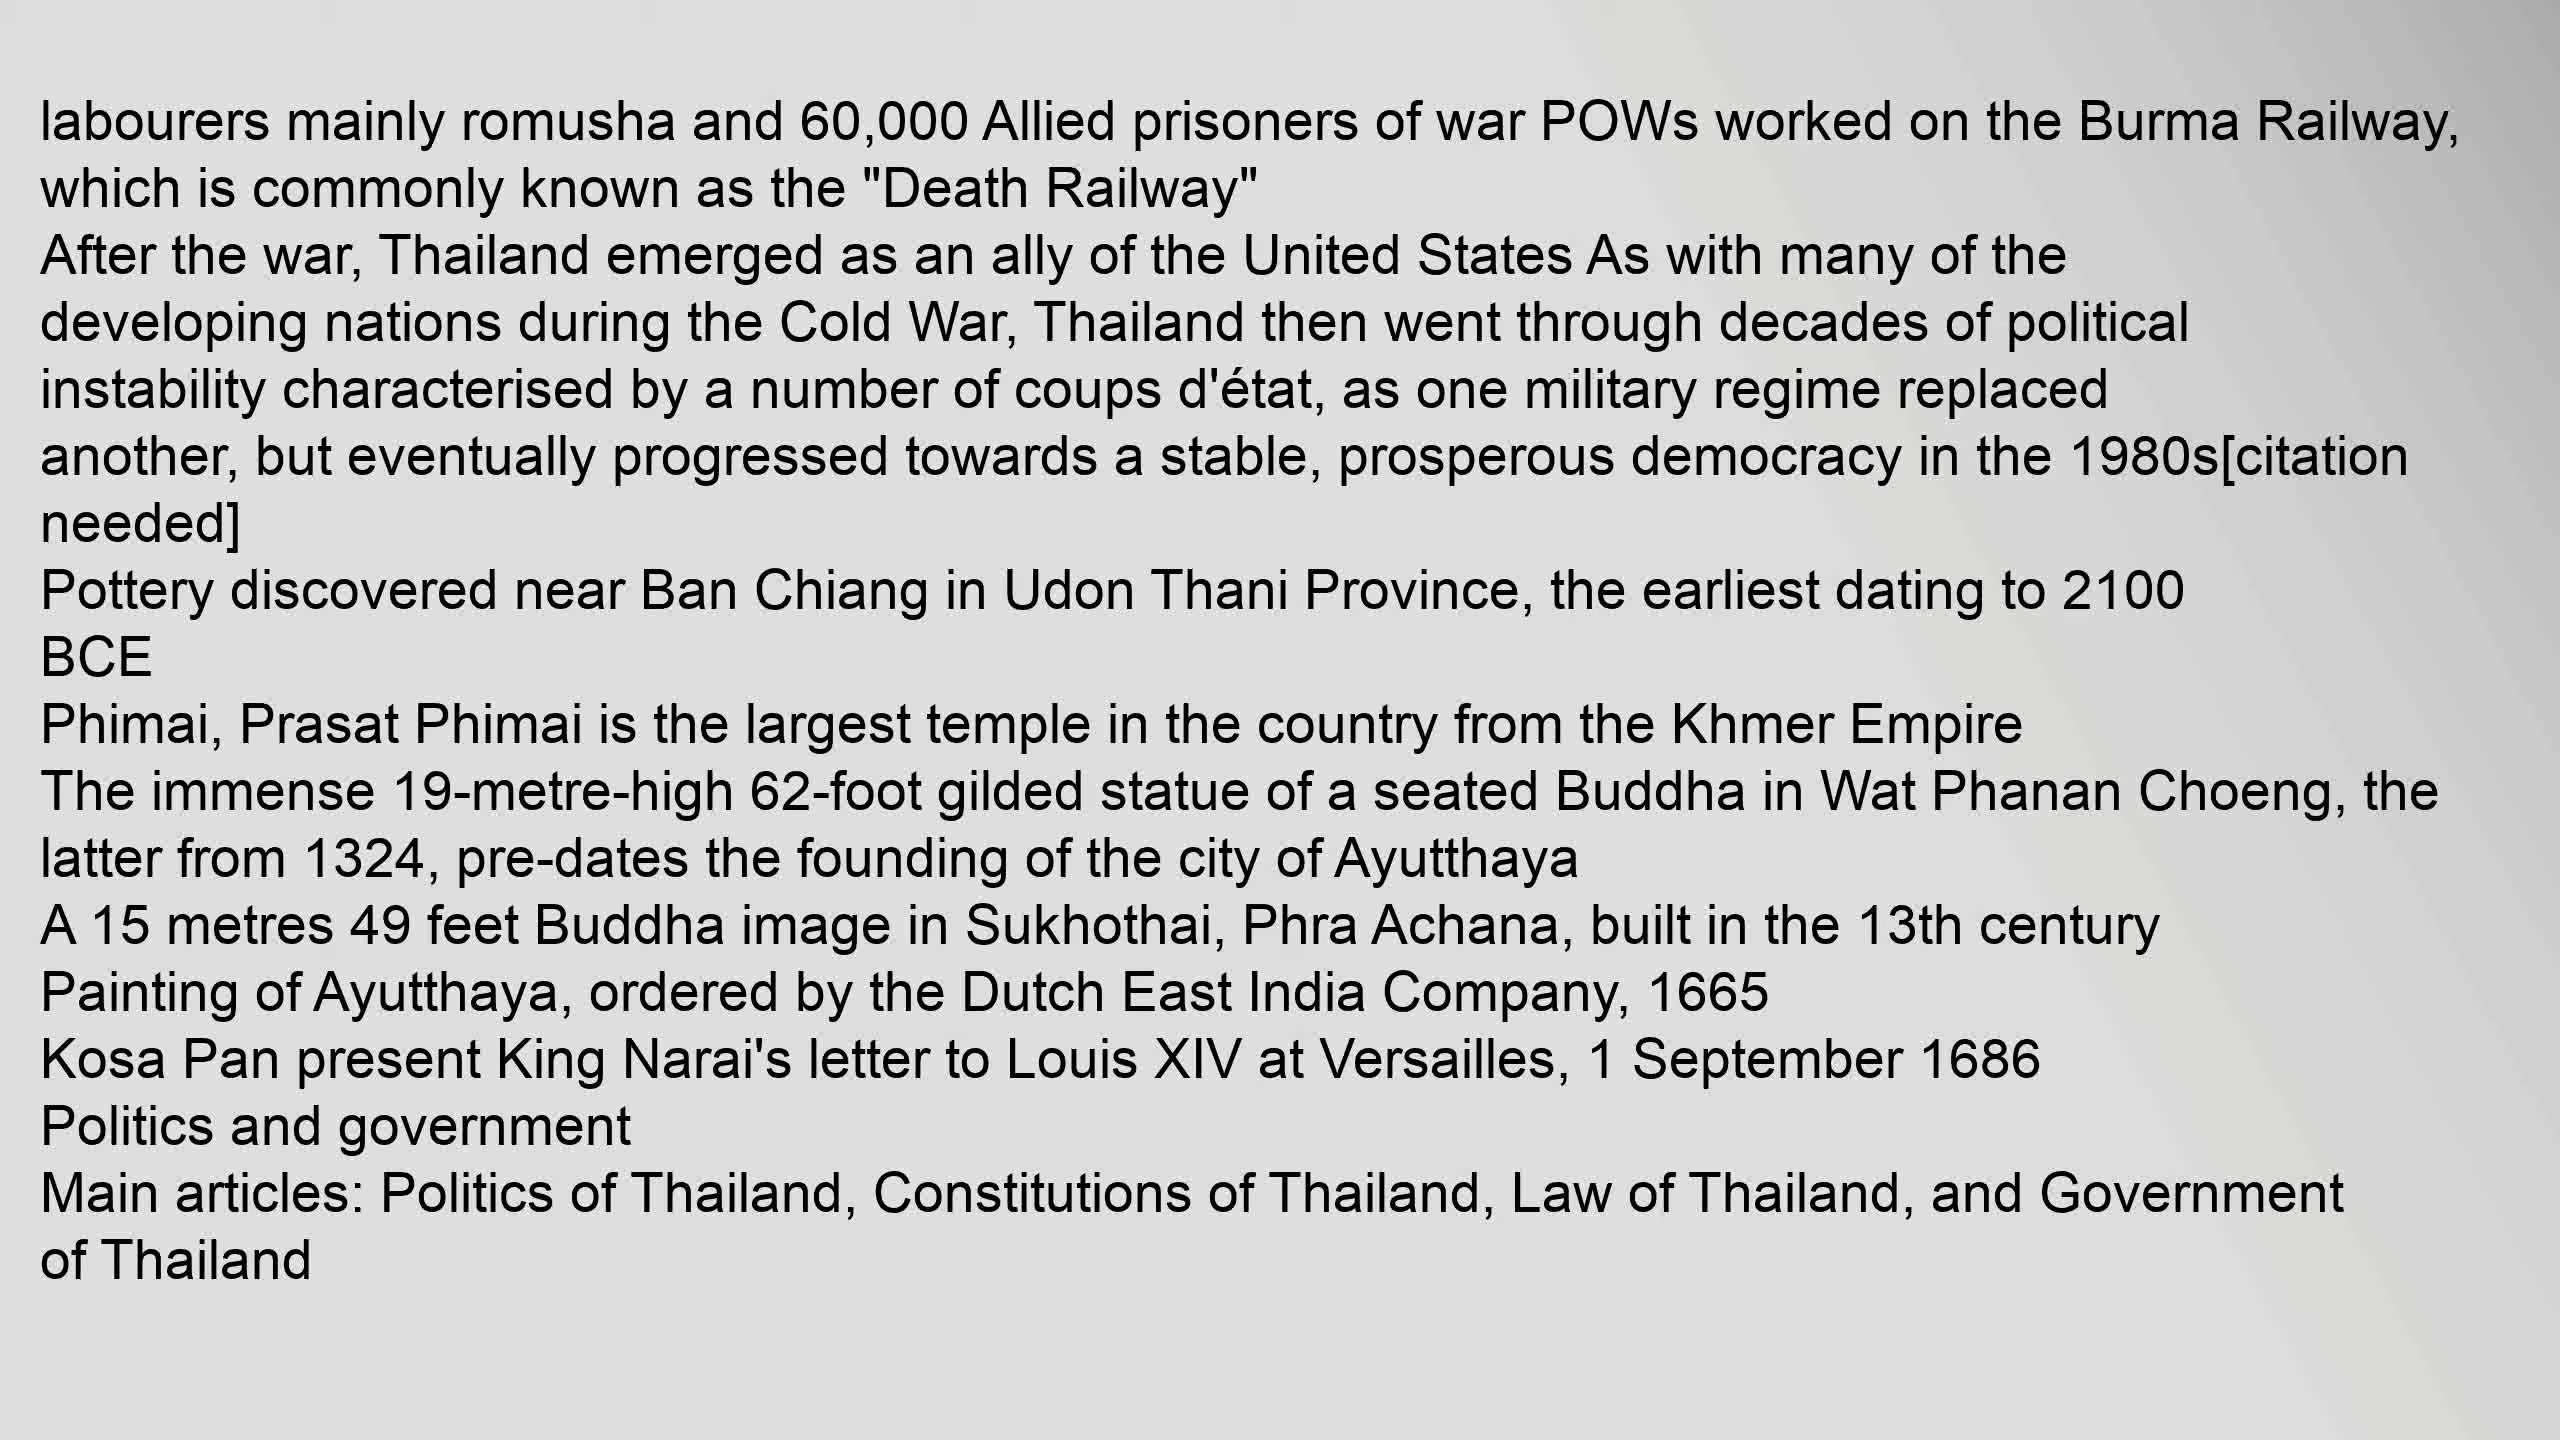 labourers mainly romusha and 60,000 Allied prisoners of war POWs worked on the Burma Railway,
which is commonly known as the "Death Railway"
After the war, Thailand emerged as an ally of the United States As with many of the
developing nations during the Cold War, Thailand then went through decades of political
instability characterised by a number of coups d'état, as one military regime replaced
another, but eventually progressed towards a stable, prosperous democracy in the 1980s[citation
needed]
Pottery discovered near Ban Chiang in Udon Thani Province, the earliest dating to 2100
BCE
Phimai, Prasat Phimai is the largest temple in the country from the Khmer Empire
The immense 19-metre-high 62-foot gilded statue of a seated Buddha in Wat Phanan Choeng, the
latter from 1324, pre-dates the founding of the city of Ayutthaya
A 15 metres 49 feet Buddha image in Sukhothai, Phra Achana, built in the 13th century
Painting of Ayutthaya, ordered by the Dutch East India Company, 1665
Kosa Pan present King Narai's letter to Louis XIV at Versailles, 1 September 1686
Politics and government
Main articles: Politics of Thailand, Constitutions of Thailand, Law of Thailand, and Government
of Thailand